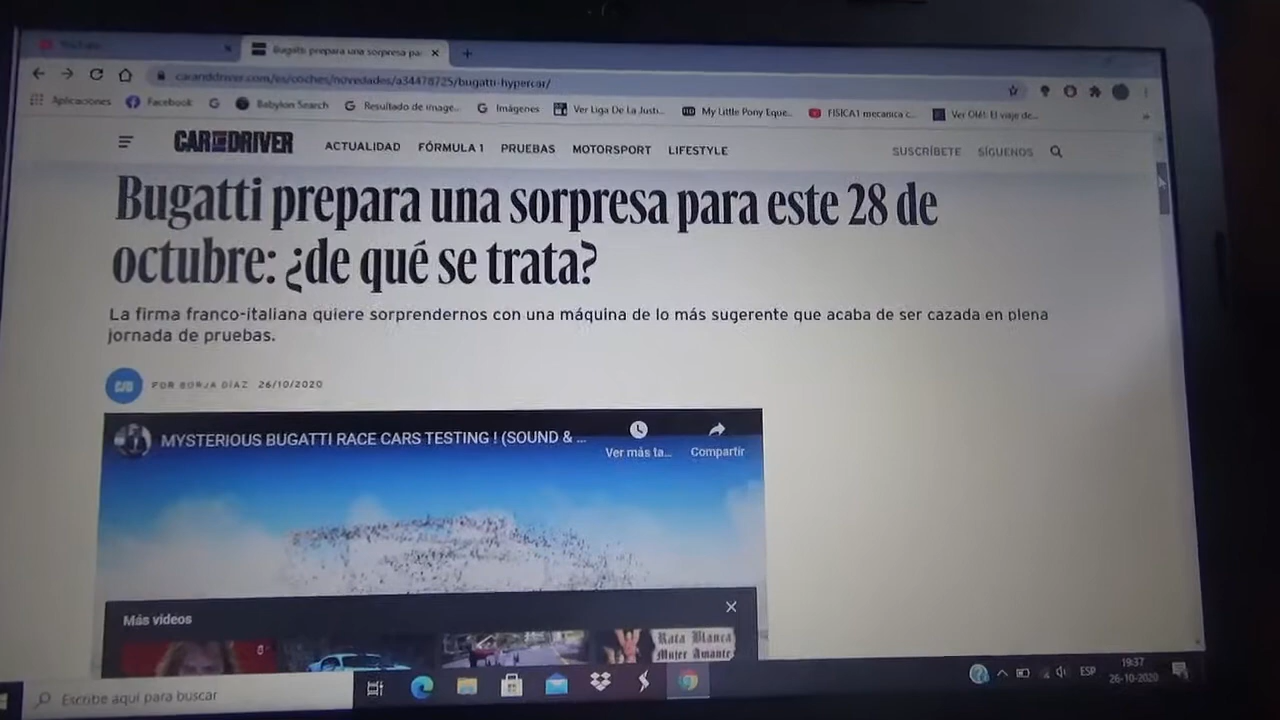 YouTube
Bugatti prepara una sorpresa pa
caranddriver.com/es/coches/novedades/a34478725/bugatti-hypercar/
Aplicaciones
Facebook
Babylon Search
Resultado de image...
Imágenes
Ver Liga De La Justi...
My Little Pony Eque...
FISICA1 mecanica c...
Ver Olé!: El viaje de...
CAR AND DRIVER
ACTUALIDAD FÓRMULA 1 PRUEBAS MOTORSPORT LIFESTYLE
SUSCRÍBETE SÍGUENOS
Bugatti prepara una sorpresa para este 28 de
octubre: ¿de qué se trata?
La firma franco-italiana quiere sorprendernos con una máquina de lo más sugerente que acaba de ser cazada en plena
jornada de pruebas.
C/D
POR BORJA DÍAZ 26/10/2020
MYSTERIOUS BUGATTI RACE CARS TESTING ! (SOUND & ...
Ver más ta...
Compartir
Más vídeos
Rata Blanca
Mujer Amante
Escribe aquí para buscar
ESP
19:37
26-10-2020